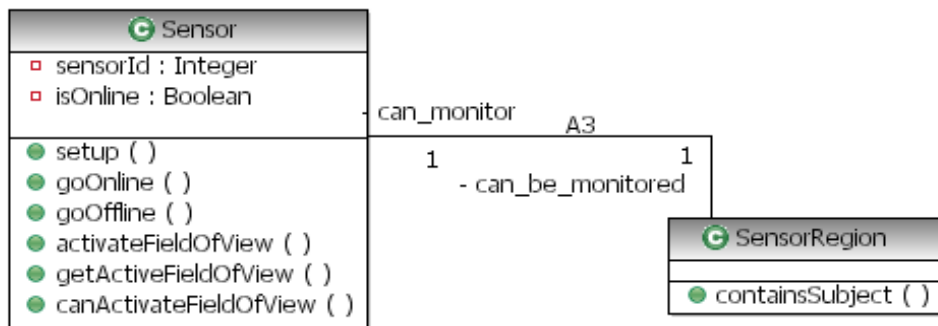 C Sensor
sensorId : Integer
isOnline : Boolean
- can_monitor
A3
setup ( )
1
1
goOnline ( )
- can_be_monitored
goOffline ( )
activateFieldOfView ( )
getActiveFieldOfView ( )
canActivateFieldOfView ( )
C SensorRegion
containsSubject ( )